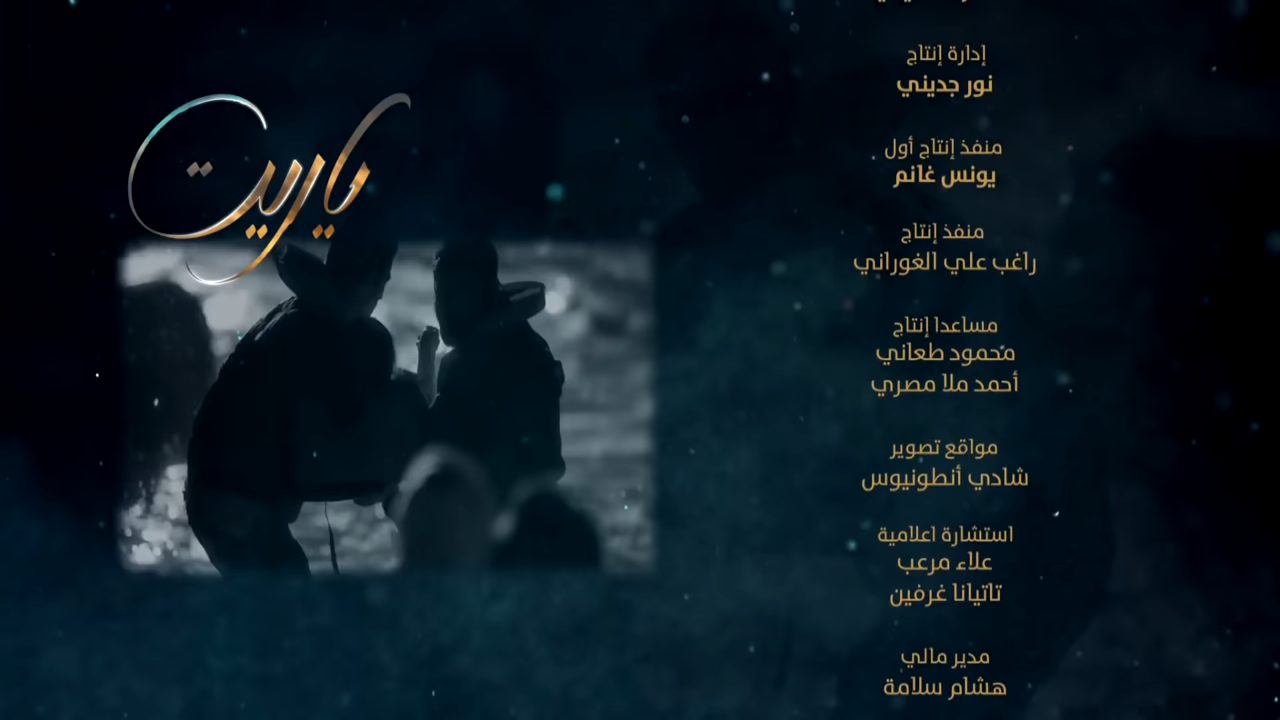 ياريت
إدارة إنتاج
نور جديني
منفذ إنتاج أول
يونس غانم
منفذ إنتاج
راغب علي الغوراني
مساعدا إنتاج
محمود طعاني
أحمد ملا مصري
مواقع تصوير
شادي أنطونيوس
استشارة اعلامية
علاء مرعب
تاتيانا غرفين
مدير مالي
هشام سلامة